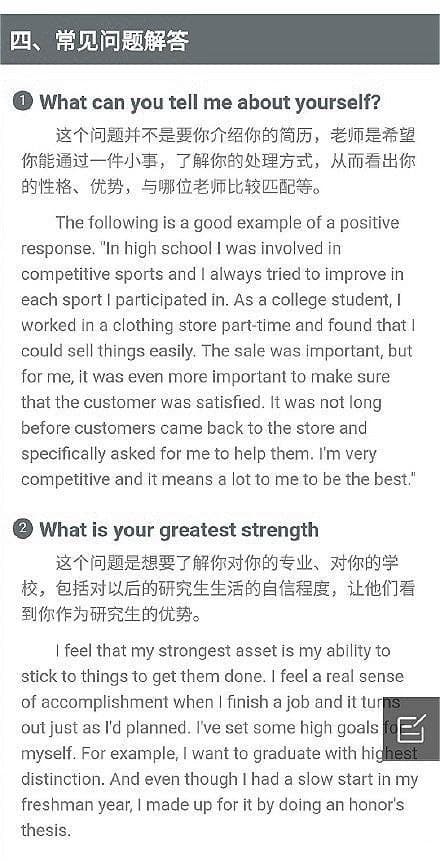 四、常见问题解答
1 What can you tell me about yourself?
这个问题并不是要你介绍你的简历，老师是希望
你能通过一件小事，了解你的处理方式，从而看出你
的性格、优势，与哪位老师比较匹配等。
The following is a good example of a positive
response. "In high school I was involved in
competitive sports and I always tried to improve in
each sport I participated in. As a college student, I
worked in a clothing store part-time and found that I
could sell things easily. The sale was important, but
for me, it was even more important to make sure
that the customer was satisfied. It was not long
before customers came back to the store and
specifically asked for me to help them. I'm very
competitive and it means a lot to me to be the best."
2 What is your greatest strength
这个问题是想要了解你对你的专业、对你的学
校，包括对以后的研究生生活的自信程度，让他们看
到你作为研究生的优势。
I feel that my strongest asset is my ability to
stick to things to get them done. I feel a real sense
of accomplishment when I finish a job and it turns
out just as I'd planned. I've set some high goals for
myself. For example, I want to graduate with highest
distinction. And even though I had a slow start in my
freshman year, I made up for it by doing an honor's
thesis.